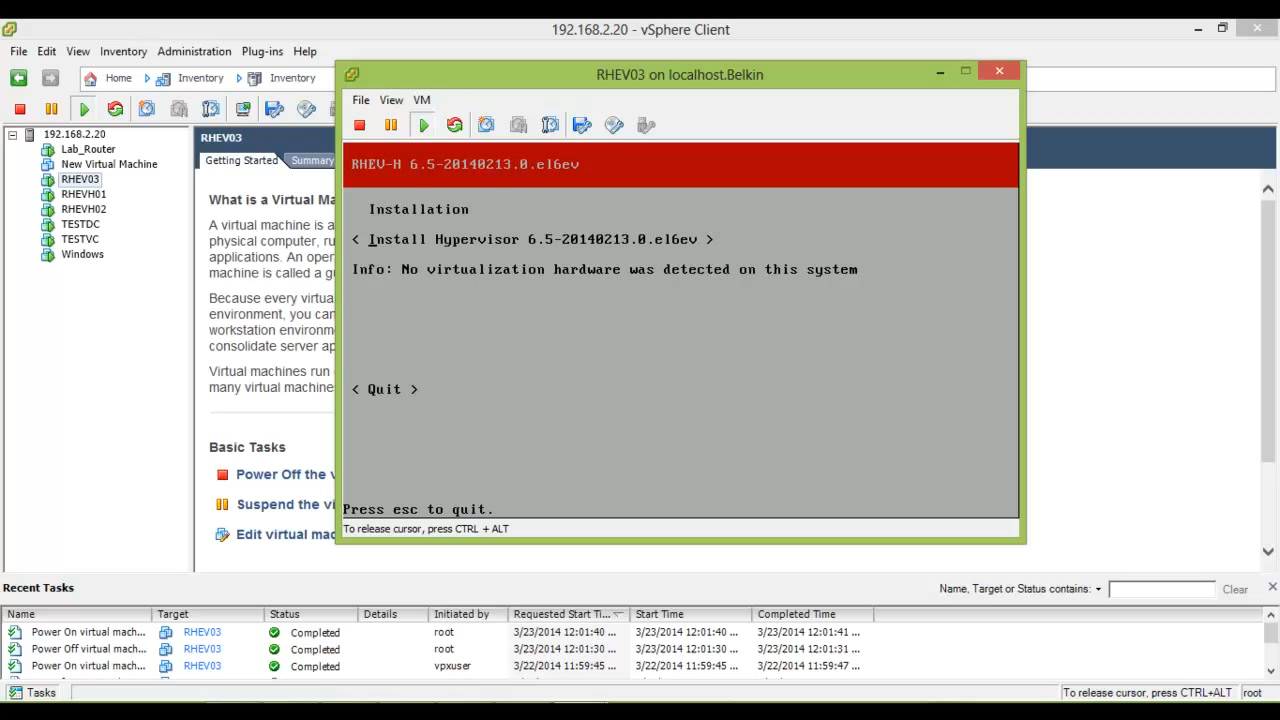 192.168.2.20 - vSphere Client
File Edit View Inventory Administration Plug-ins Help
Home Inventory Inventory
192.168.2.20
Lab_Router
New Virtual Machine
RHEV03
RHEVH01
RHEVH02
TESTDC
TESTVC
Windows
RHEV03
Getting Started Summary
What is a Virtual Ma
A virtual machine is a
physical computer, ru
applications. An oper
machine is called a g
Because every virtua
environment, you can
workstation environm
consolidate server ap
Virtual machines run
many virtual machine
Basic Tasks
Power Off the v
Suspend the vi
Edit virtual mac
RHEV03 on localhost.Belkin
File View VM
RHEV-H 6.5-20140213.0.el6ev
Installation
< Install Hypervisor 6.5-20140213.0.el6ev >
Info: No virtualization hardware was detected on this system
< Quit >
Press esc to quit.
To release cursor, press CTRL + ALT
Recent Tasks
Name, Target or Status contains: Clear
Name Target Status Details Initiated by Requested Start Ti... Start Time Completed Time
Power On virtual mach... RHEV03 Completed root 3/23/2014 12:01:40 ... 3/23/2014 12:01:40 ... 3/23/2014 12:01:41 ...
Power Off virtual mach... RHEV03 Completed root 3/23/2014 12:01:30 ... 3/23/2014 12:01:30 ... 3/23/2014 12:01:31 ...
Power On virtual mach... RHEV03 Completed vpxuser 3/22/2014 11:59:45 ... 3/22/2014 11:59:45 ... 3/22/2014 11:59:47 ...
Tasks To release cursor, press CTRL+ALT root